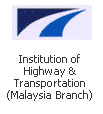 Institution of
Highway &
Transportation
(Malaysia Branch)